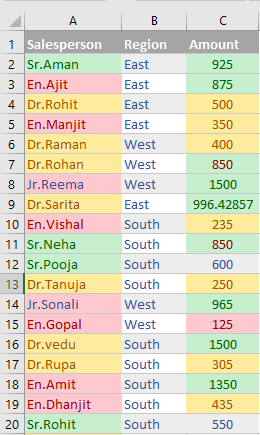 A B C
1 Salesperson Region Amount
2 Sr.Aman East 925
3 En.Ajit East 875
4 Dr.Rohit East 500
5 En.Manjit East 350
6 Dr.Raman West 400
7 Dr.Rohan West 850
8 Jr.Reema West 1500
9 Dr.Sarita East 996.42857
10 En.Vishal South 235
11 Sr.Neha South 850
12 Sr.Pooja South 600
13 Dr.Tanuja South 250
14 Jr.Sonali West 965
15 En.Gopal West 125
16 Dr.vedu South 1500
17 Dr.Rupa South 305
18 En.Amit South 1350
19 En.Dhanjit South 435
20 Sr.Rohit South 550